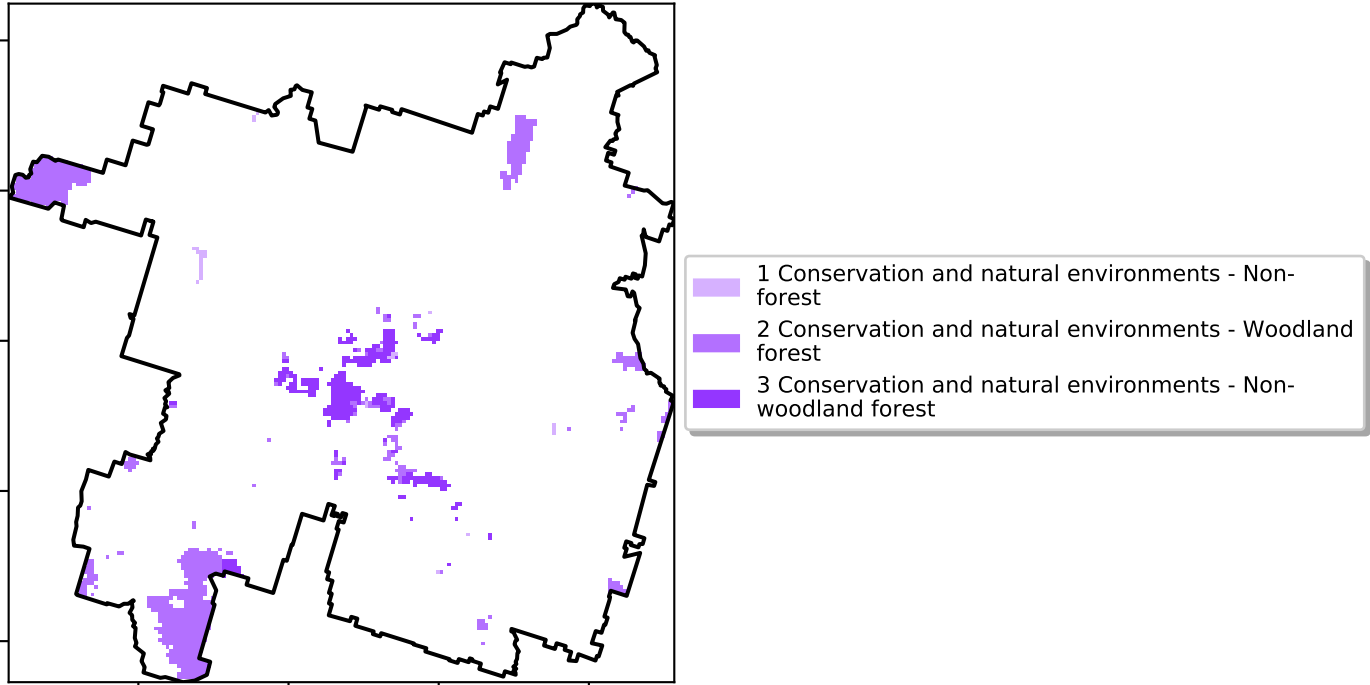 1 Conservation and natural environments - Non-
forest
2 Conservation and natural environments - Woodland
forest
3 Conservation and natural environments - Non-
woodland forest